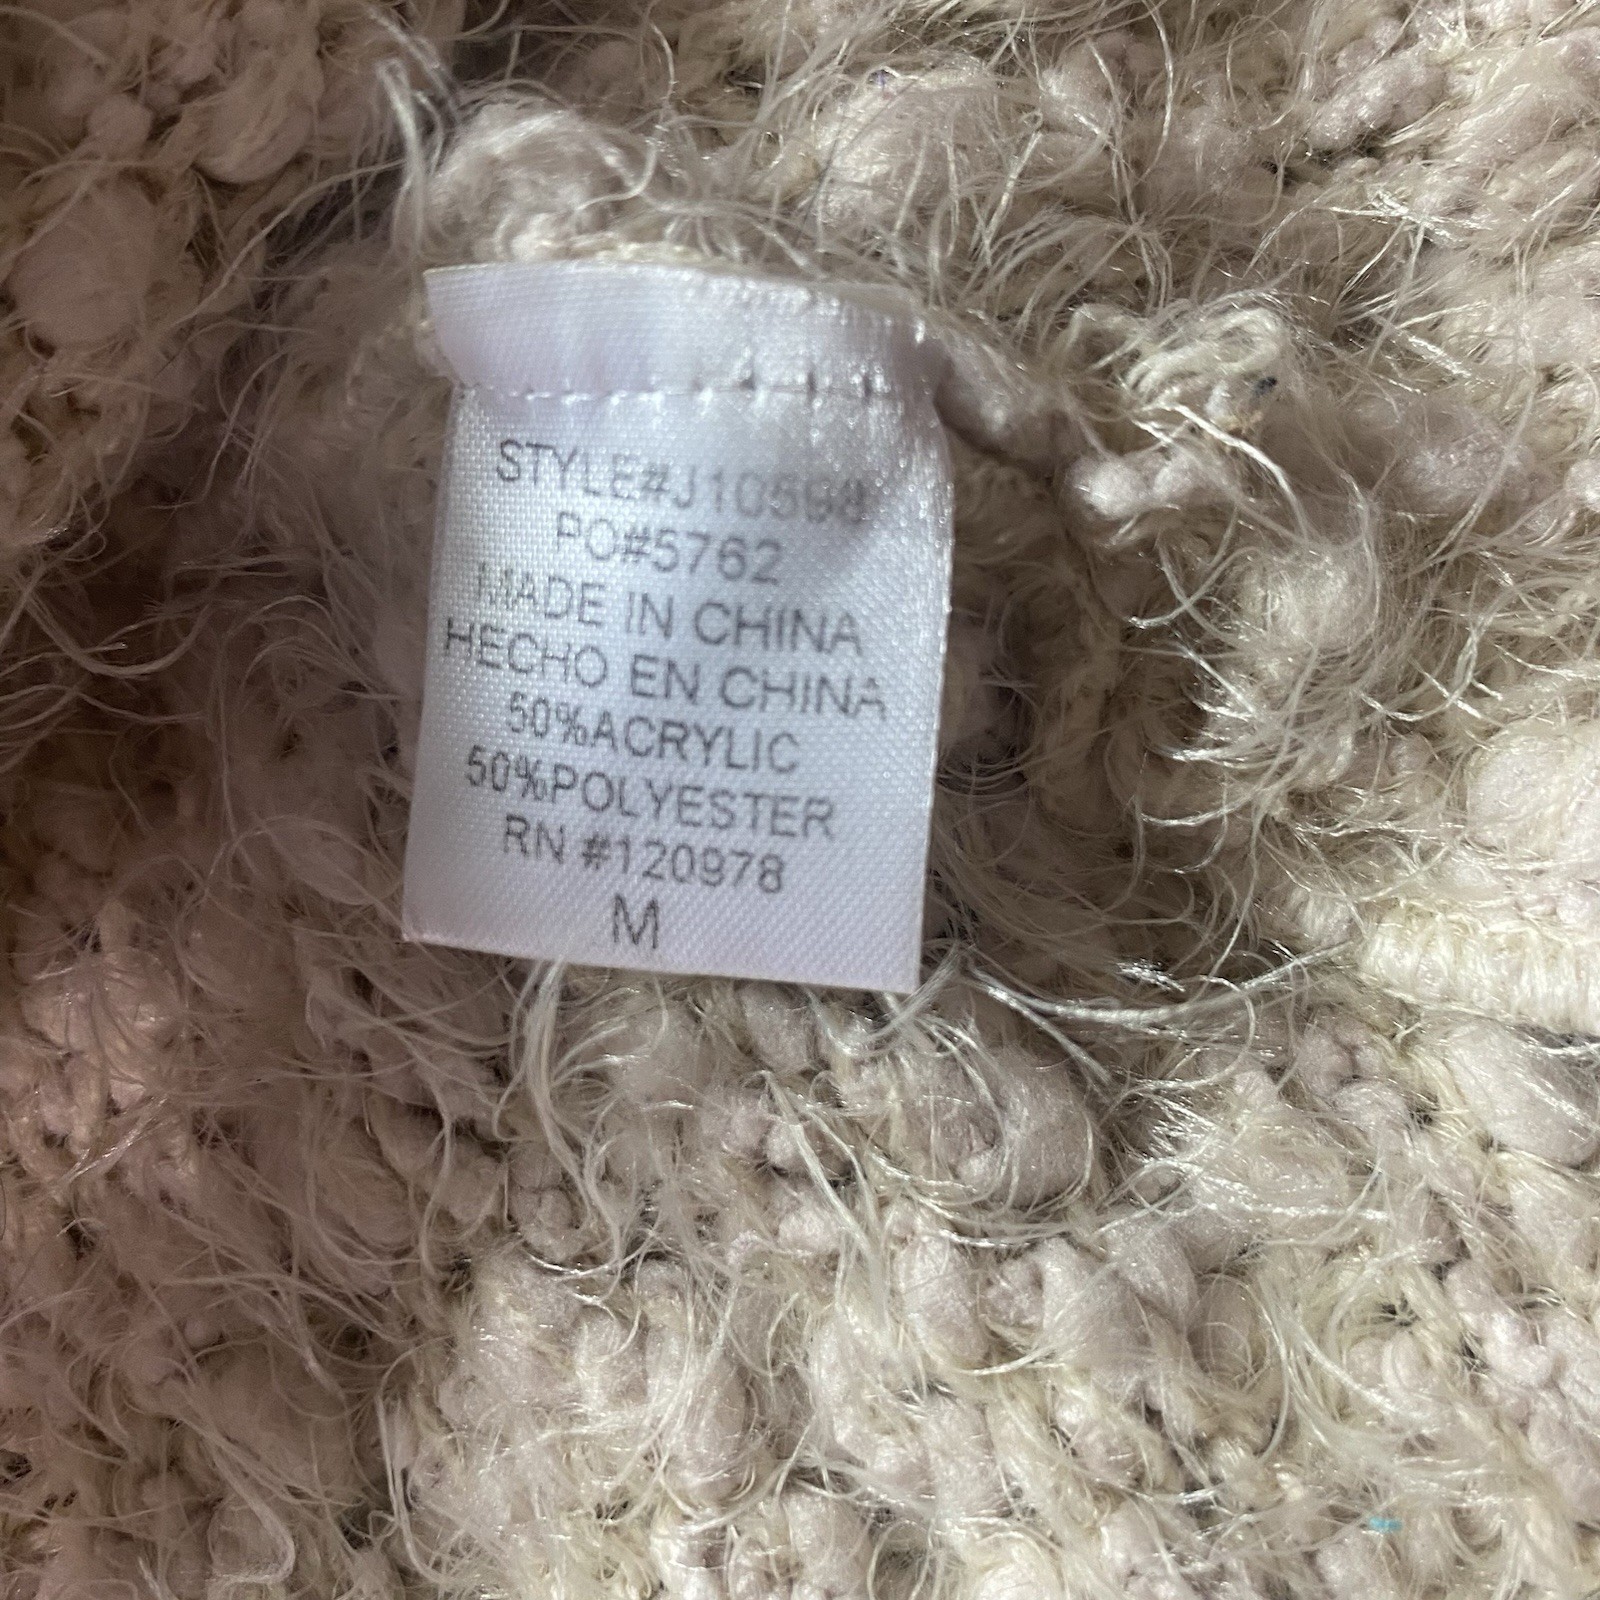 STYLE#J10598
PO#5762
MADE IN CHINA
HECHO EN CHINA
50%ACRYLIC
50%POLYESTER
RN #120978
M